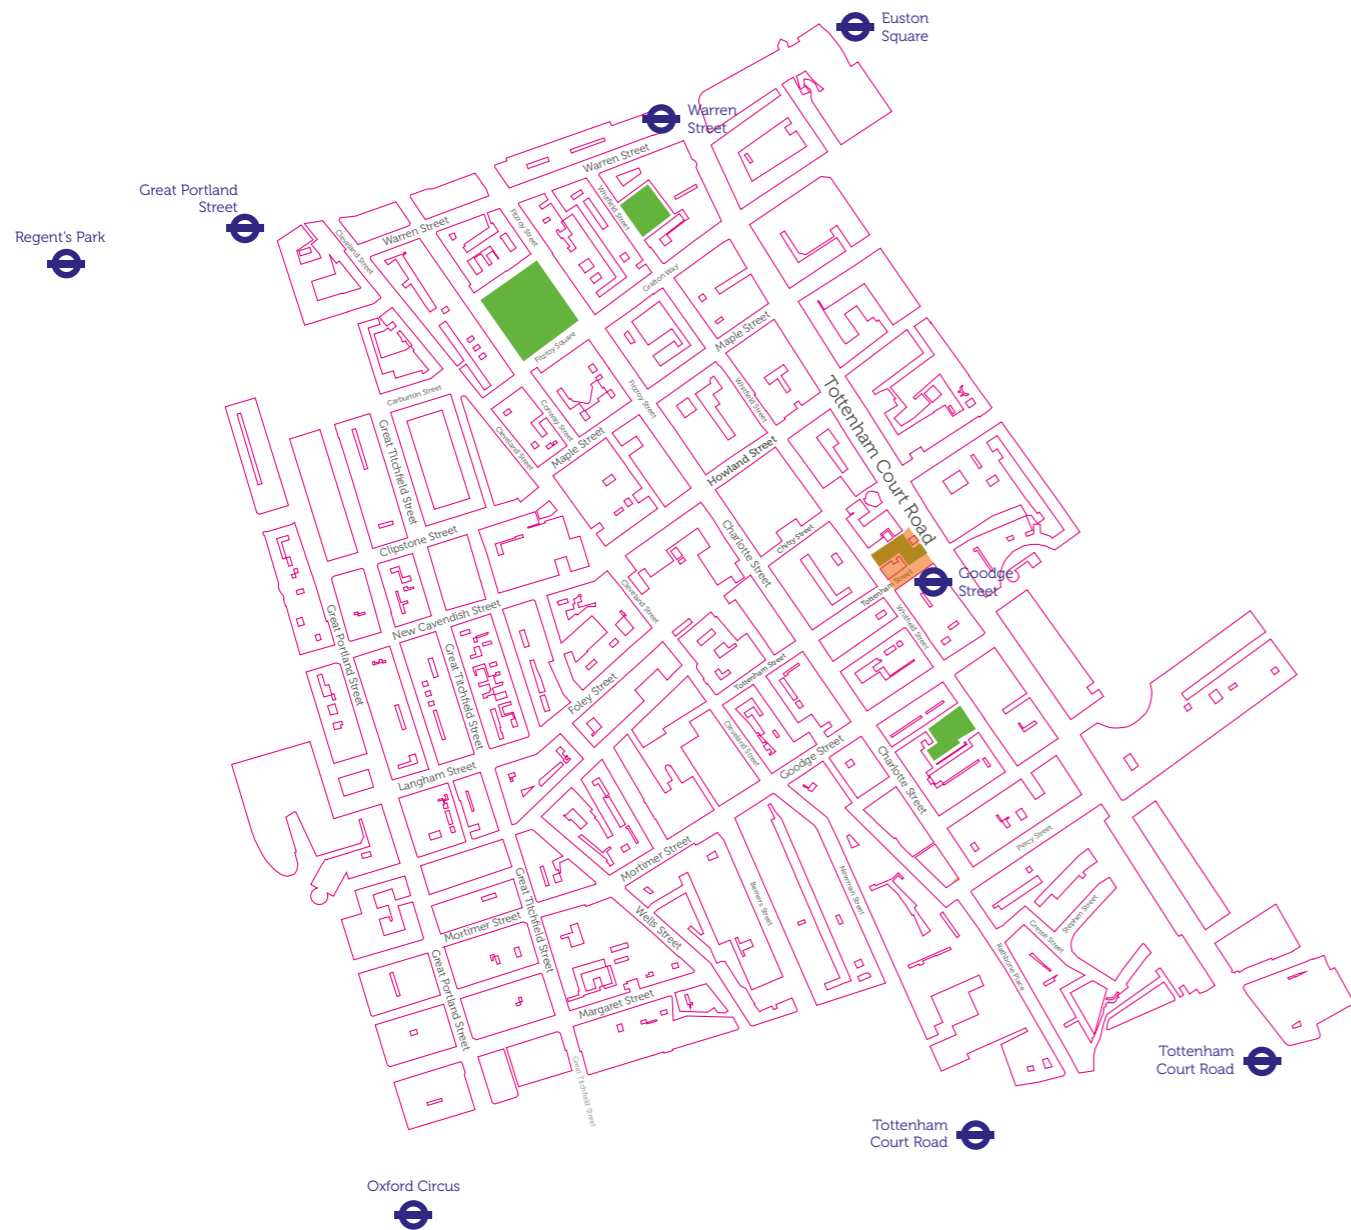 Euston
Square
Warren
Street
Warren Street
Great Portland
Street
Whitfield Street
Fitzroy Street
Warren Street
Cleveland Street
Regent's Park
Grafton Way
Maple Street
Fitzroy Square
Whitfield Street
Tottenham Court Road
Carburton Street
Fitzroy Street
Conway Street
Great Titchfield Street
Cleveland Street
Maple Street
Howland Street
Clipstone Street
Charlotte Street
Chitty Street
Goodge
Street
Tottenham Street
Cleveland Street
New Cavendish Street
Great Portland Street
Whitfield Street
Great Titchfield Street
Tottenham Street
Foley Street
Cleveland Street
Goodge Street
Charlotte Street
Langham Street
Percy Street
Mortimer Street
Newman Street
Berners Street
Great Titchfield Street
Wells Street
Stephen Street
Gresse Street
Mortimer Street
Rathbone Place
Great Portland Street
Margaret Street
Great Titchfield Street
Tottenham
Court Road
Tottenham
Court Road
Oxford Circus